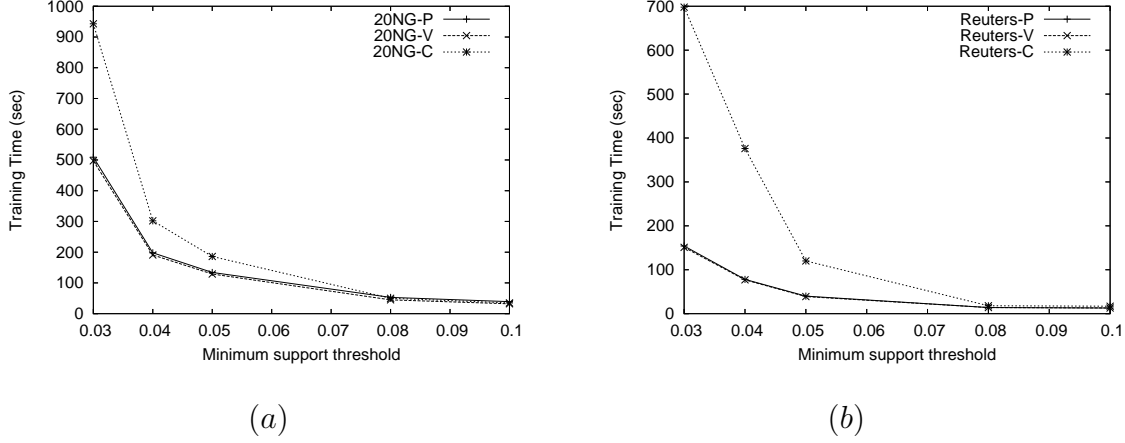 1000
900
800
700
600
500
400
300
200
100
0
0.03 0.04 0.05 0.06 0.07 0.08 0.09 0.1
Training Time (sec)
Minimum support threshold
20NG-P
20NG-V
20NG-C
(a)
700
600
500
400
300
200
100
0
0.03 0.04 0.05 0.06 0.07 0.08 0.09 0.1
Training Time (sec)
Minimum support threshold
Reuters-P
Reuters-V
Reuters-C
(b)